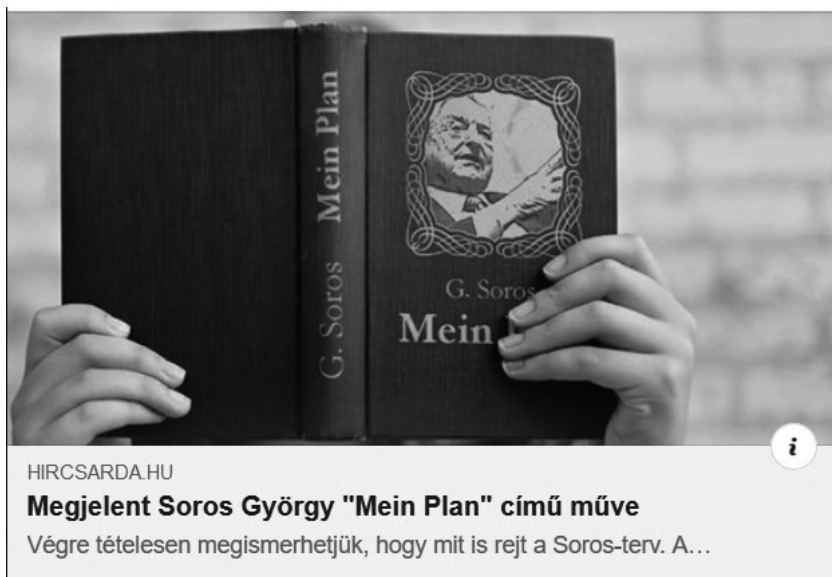 G. Soros Mein Plan
G. Soros
Mein
i
HIRCSARDA.HU
Megjelent Soros György "Mein Plan" című műve
Végre tételesen megismerhetjük, hogy mit is rejt a Soros-terv. A…